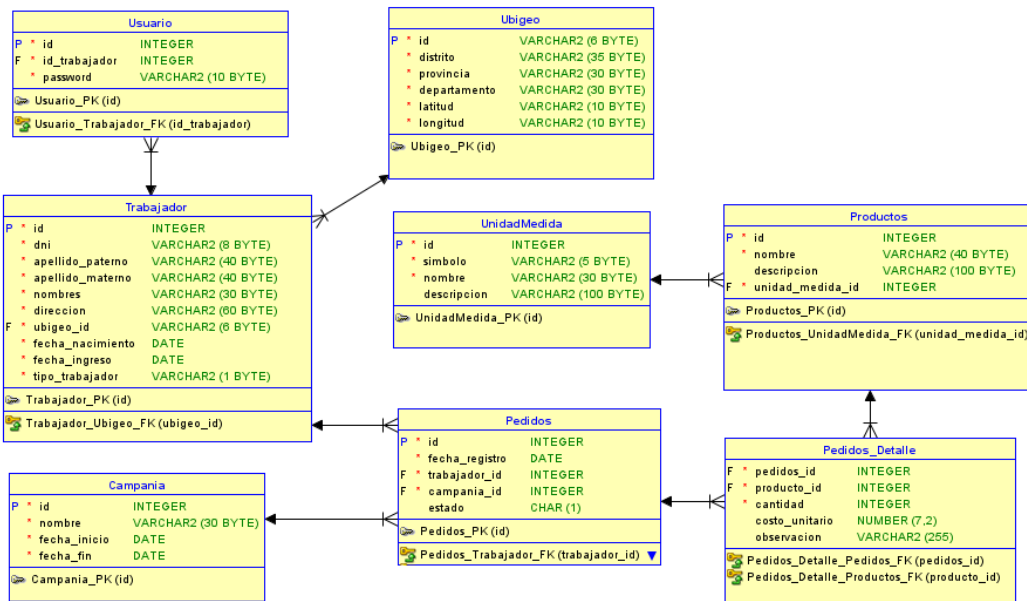 Usuario
P * id INTEGER
F * id_trabajador INTEGER
* password VARCHAR2 (10 BYTE)
Usuario_PK (id)
Usuario_Trabajador_FK (id_trabajador)
Ubigeo
P * id VARCHAR2 (6 BYTE)
* distrito VARCHAR2 (35 BYTE)
* provincia VARCHAR2 (30 BYTE)
* departamento VARCHAR2 (30 BYTE)
* latitud VARCHAR2 (10 BYTE)
* longitud VARCHAR2 (10 BYTE)
Ubigeo_PK (id)
Trabajador
P * id INTEGER
* dni VARCHAR2 (8 BYTE)
* apellido_paterno VARCHAR2 (40 BYTE)
* apellido_materno VARCHAR2 (40 BYTE)
* nombres VARCHAR2 (30 BYTE)
* direccion VARCHAR2 (60 BYTE)
F * ubigeo_id VARCHAR2 (6 BYTE)
* fecha_nacimiento DATE
* fecha_ingreso DATE
* tipo_trabajador VARCHAR2 (1 BYTE)
Trabajador_PK (id)
Trabajador_Ubigeo_FK (ubigeo_id)
UnidadMedida
P * id INTEGER
* simbolo VARCHAR2 (5 BYTE)
* nombre VARCHAR2 (30 BYTE)
descripcion VARCHAR2 (100 BYTE)
UnidadMedida_PK (id)
Productos
P * id INTEGER
* nombre VARCHAR2 (40 BYTE)
descripcion VARCHAR2 (100 BYTE)
F * unidad_medida_id INTEGER
Productos_PK (id)
Productos_UnidadMedida_FK (unidad_medida_id)
Pedidos
P * id INTEGER
* fecha_registro DATE
F * trabajador_id INTEGER
F * campania_id INTEGER
estado CHAR (1)
Pedidos_PK (id)
Pedidos_Trabajador_FK (trabajador_id)
Pedidos_Detalle
F * pedidos_id INTEGER
F * producto_id INTEGER
* cantidad INTEGER
costo_unitario NUMBER (7,2)
observacion VARCHAR2 (255)
Pedidos_Detalle_Pedidos_FK (pedidos_id)
Pedidos_Detalle_Productos_FK (producto_id)
Campania
P * id INTEGER
* nombre VARCHAR2 (30 BYTE)
* fecha_inicio DATE
* fecha_fin DATE
Campania_PK (id)